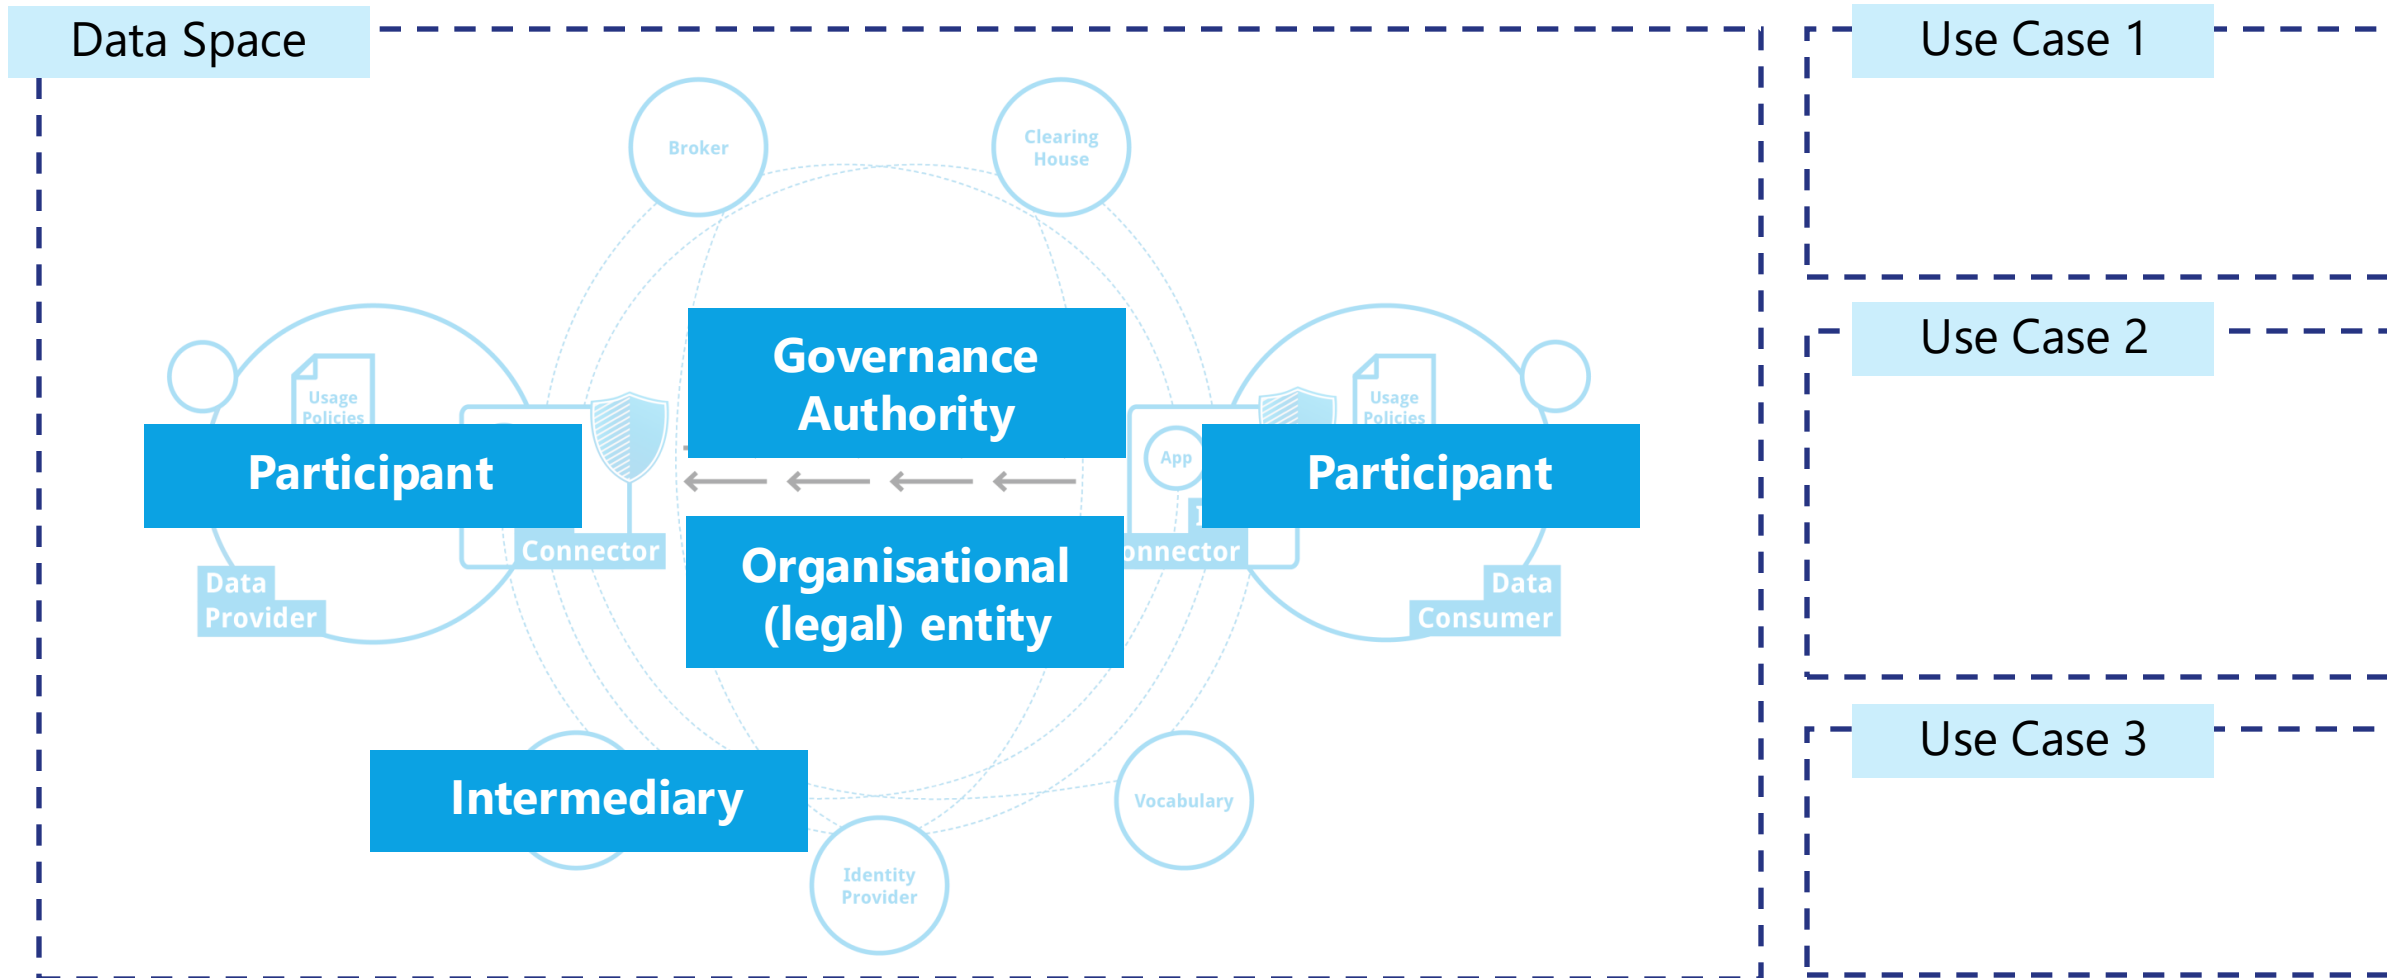 Data Space
Use Case 1
Broker
Clearing
House
Use Case 2
Governance
Authority
Usage
Policies
Usage
Policies
Participant
App
Participant
Connector
Organisational
(legal) entity
onnector
Data
Provider
Data
Consumer
Use Case 3
Intermediary
Vocabulary
Identity
Provider